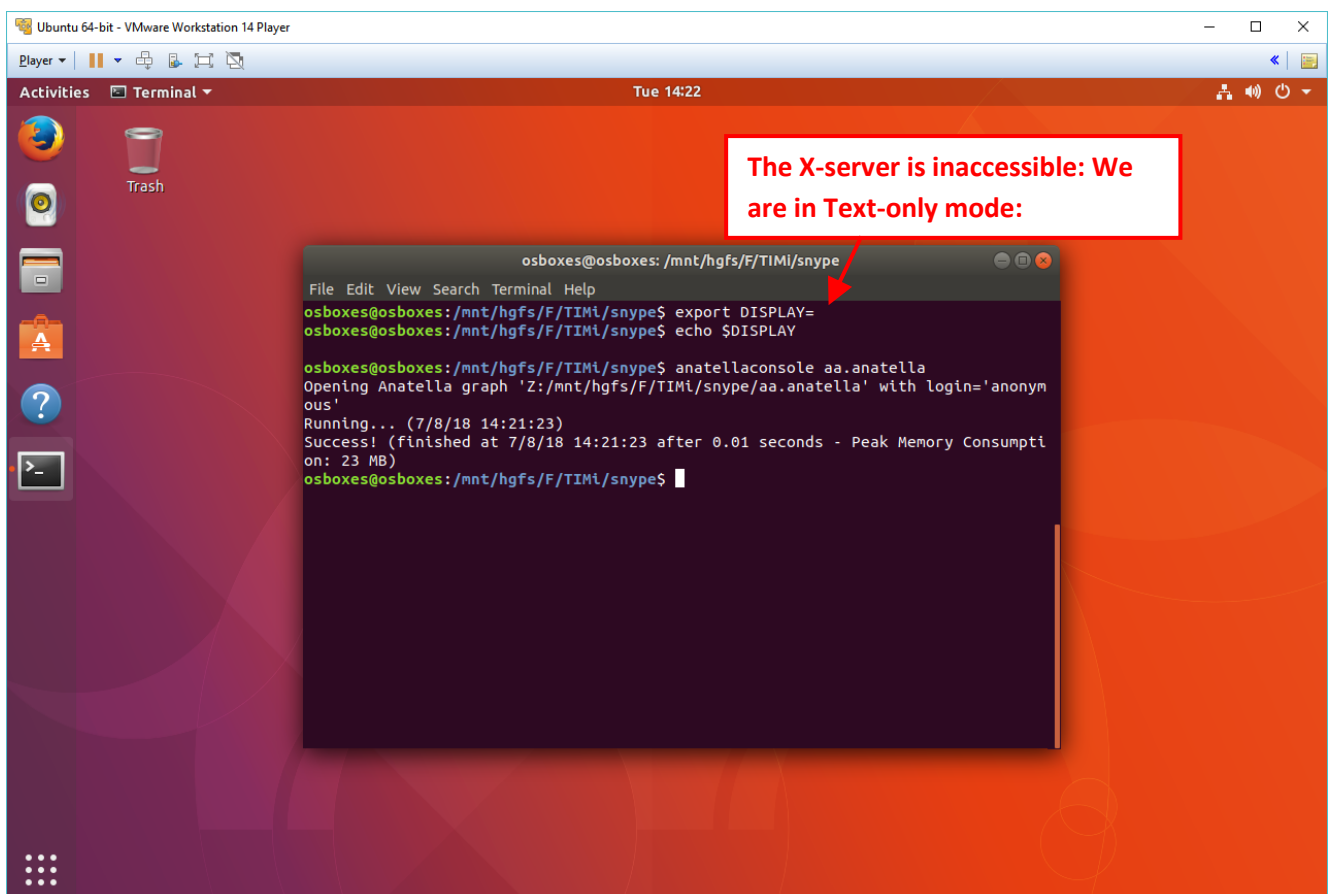 Ubuntu 64-bit - VMware Workstation 14 Player
Player
Activities Terminal Tue 14:22
Trash
The X-server is inaccessible: We
are in Text-only mode:
osboxes@osboxes: /mnt/hgfs/F/TIMi/snype
File Edit View Search Terminal Help
osboxes@osboxes:/mnt/hgfs/F/TIMi/snype$ export DISPLAY=
osboxes@osboxes:/mnt/hgfs/F/TIMi/snype$ echo $DISPLAY
osboxes@osboxes:/mnt/hgfs/F/TIMi/snype$ anatellaconsole aa.anatella
Opening Anatella graph 'Z:/mnt/hgfs/F/TIMi/snype/aa.anatella' with login='anonym
ous'
Running... (7/8/18 14:21:23)
Success! (finished at 7/8/18 14:21:23 after 0.01 seconds - Peak Memory Consumpti
on: 23 MB)
osboxes@osboxes:/mnt/hgfs/F/TIMi/snype$